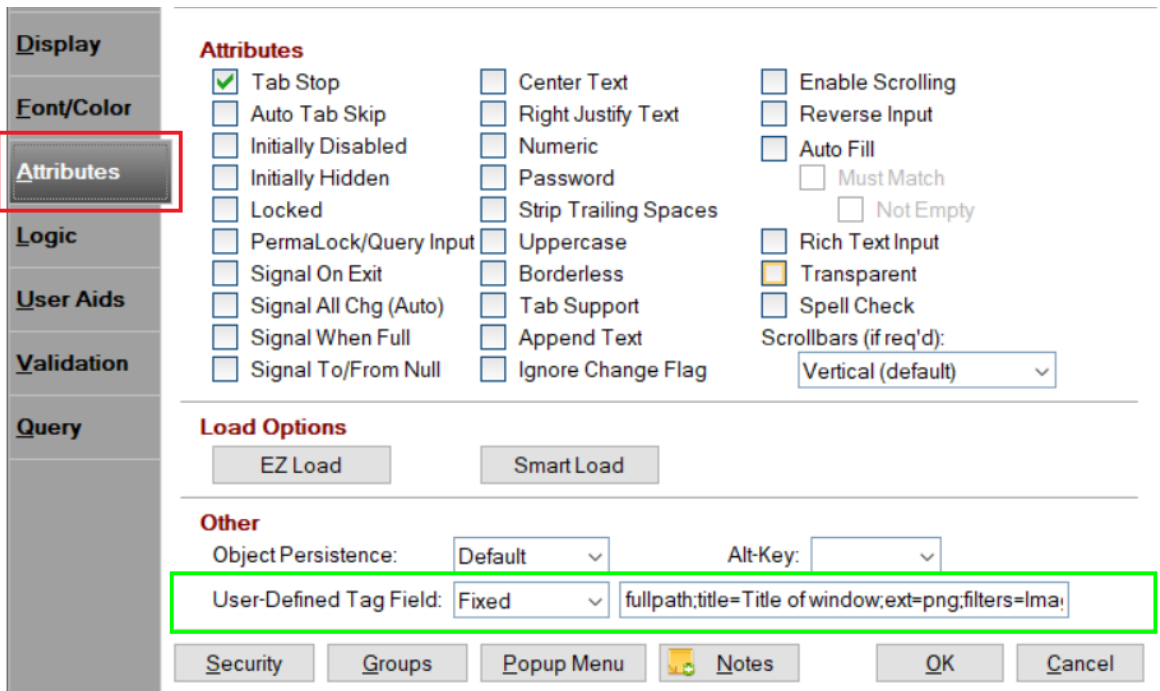 Display
Font/Color
Attributes
Logic
User Aids
Validation
Query
Attributes
Tab Stop
Auto Tab Skip
Initially Disabled
Initially Hidden
Locked
PermaLock/Query Input
Signal On Exit
Signal All Chg (Auto)
Signal When Full
Signal To/From Null
Center Text
Right Justify Text
Numeric
Password
Strip Trailing Spaces
Uppercase
Borderless
Tab Support
Append Text
Ignore Change Flag
Enable Scrolling
Reverse Input
Auto Fill
Must Match
Not Empty
Rich Text Input
Transparent
Spell Check
Scrollbars (if req'd):
Vertical (default)
Load Options
EZ Load Smart Load
Other
Object Persistence: Default Alt-Key:
User-Defined Tag Field: Fixed fullpath;title=Title of window;ext=png;filters=
Security Groups Popup Menu Notes OK Cancel